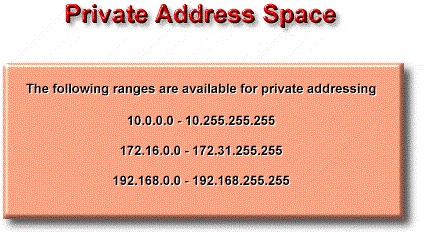 Private Address Space
The following ranges are available for private addressing
10.0.0.0 - 10.255.255.255
172.16.0.0 - 172.31.255.255
192.168.0.0 - 192.168.255.255